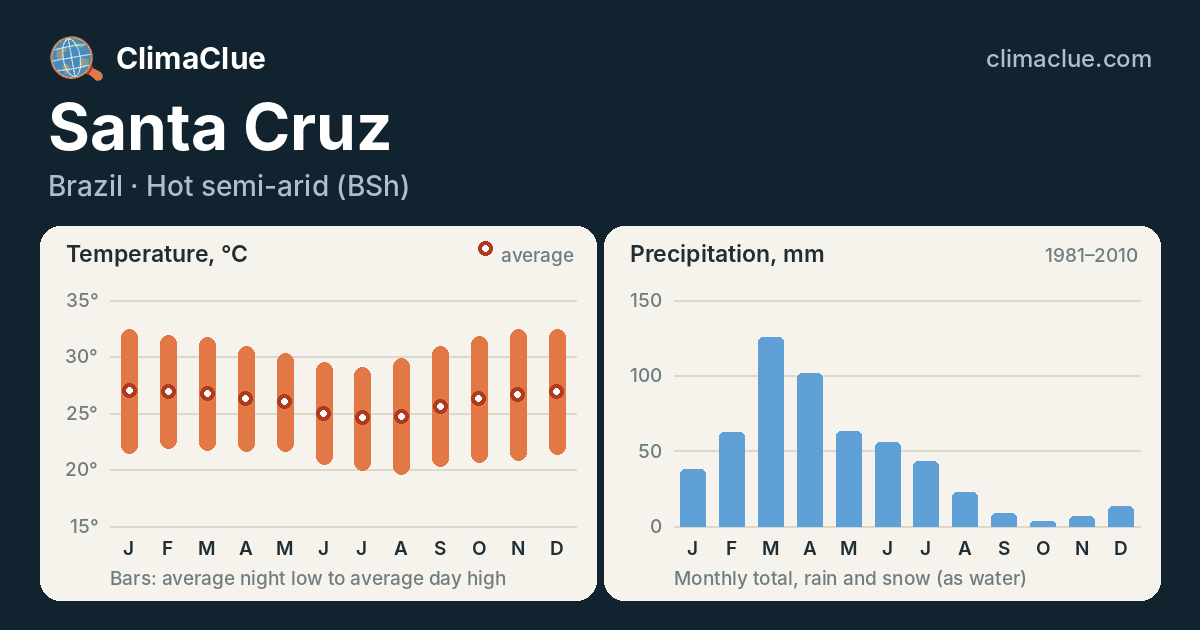 ClimaClue
climaclue.com
Santa Cruz
Brazil · Hot semi-arid (BSh)
Temperature, °C
average
35°
30°
25°
20°
15°
J F M A M J J A S O N D
Bars: average night low to average day high
Precipitation, mm
1981–2010
150
100
50
0
J F M A M J J A S O N D
Monthly total, rain and snow (as water)